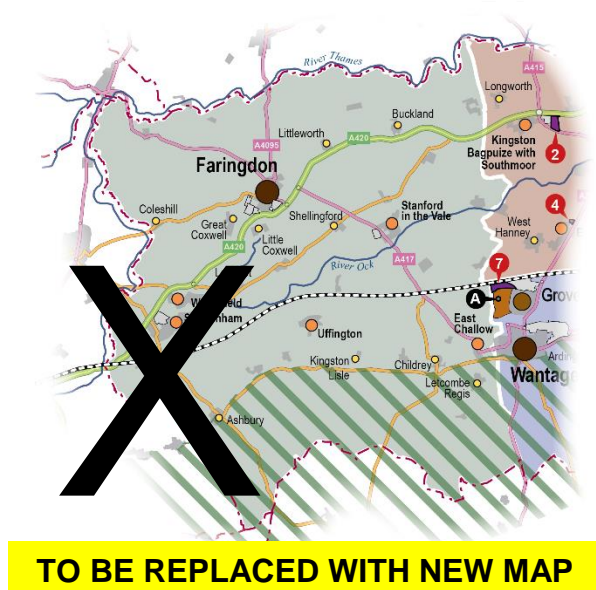 River Thames
A415
Longworth
Buckland
Littleworth
A420
A4095
Kingston
Bagpuize with
Southmoor
2
Faringdon
4
Coleshill
Stanford
in the Vale
Shellingford
Great
Coxwell
West
Hanney
Little
Coxwell
A420
A417
River Ock
7
A
Grove
East
Challow
Uffington
Kingston
Lisle
Childrey
Wantage
Letcombe
Regis
Ashbury
X
TO BE REPLACED WITH NEW MAP